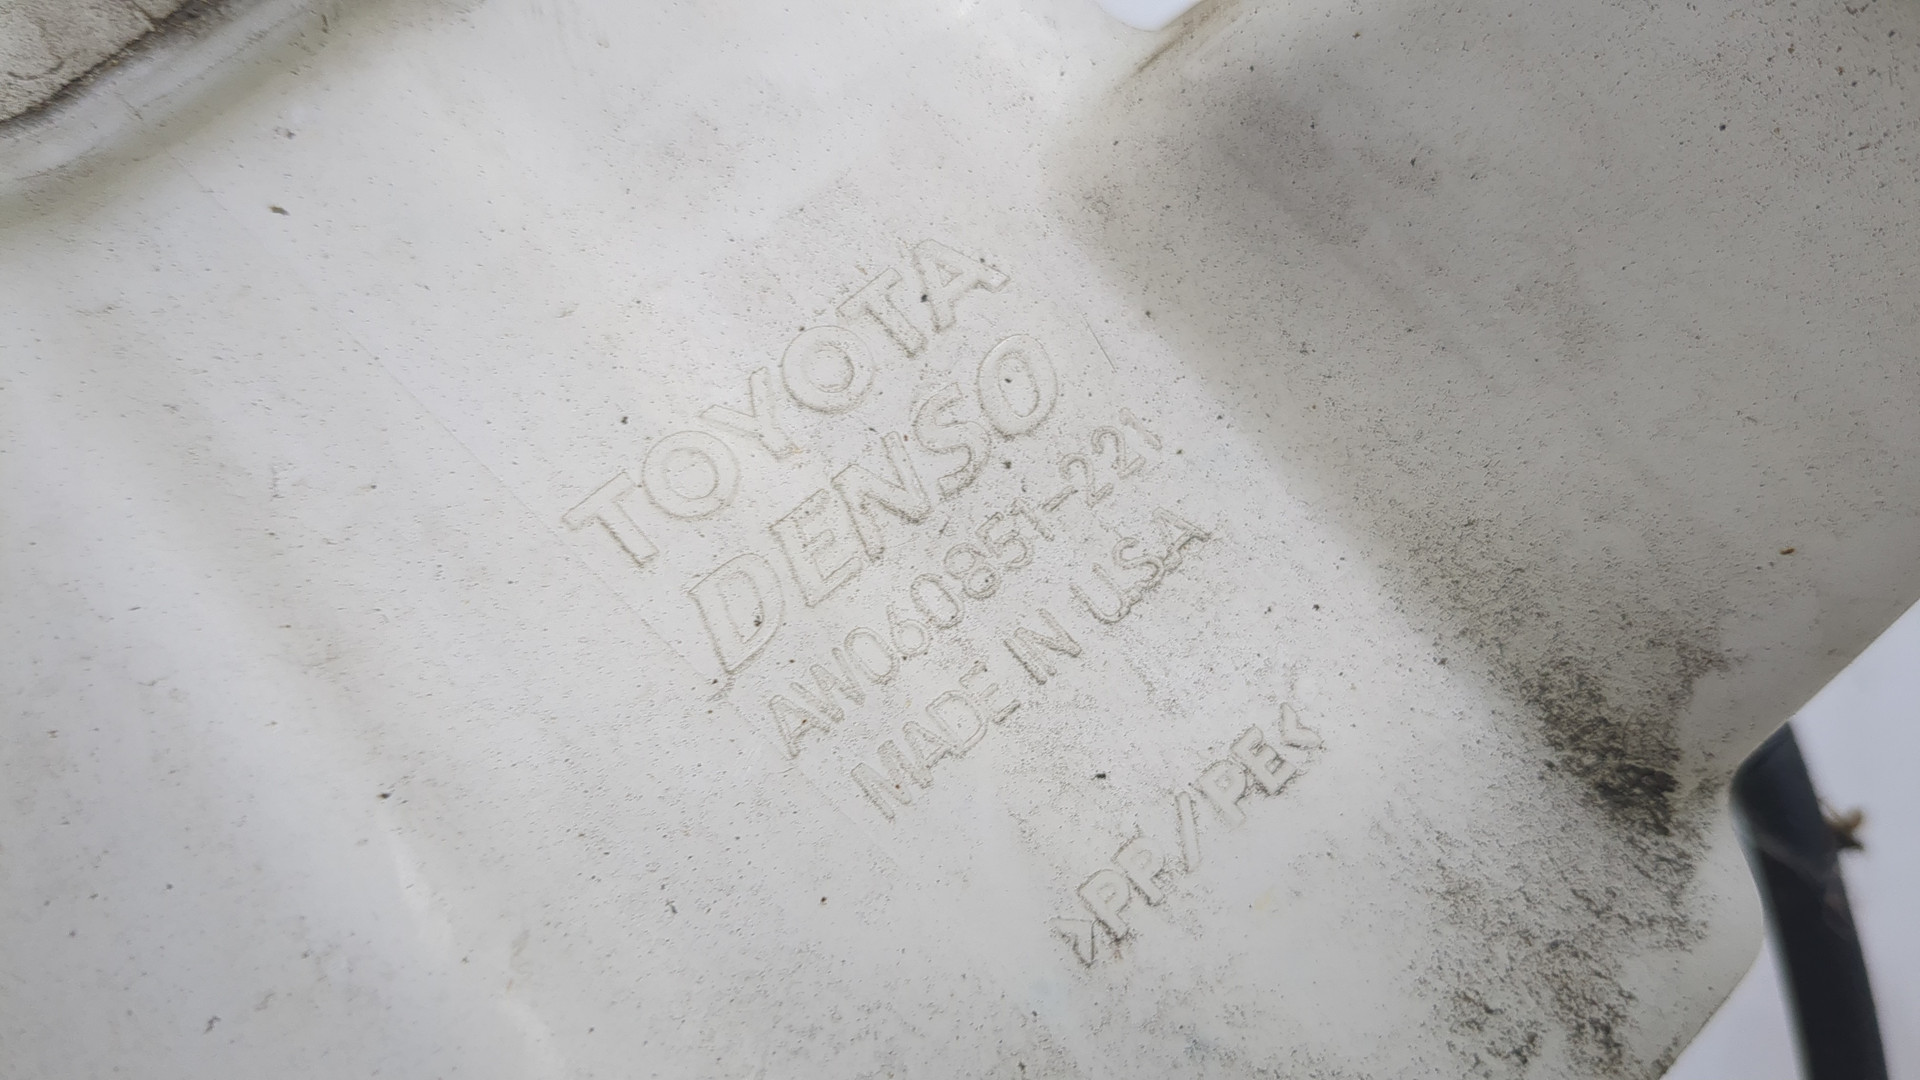 TOYOTA
DENSO
AW060851-221
MADE IN USA
>PP/PE<